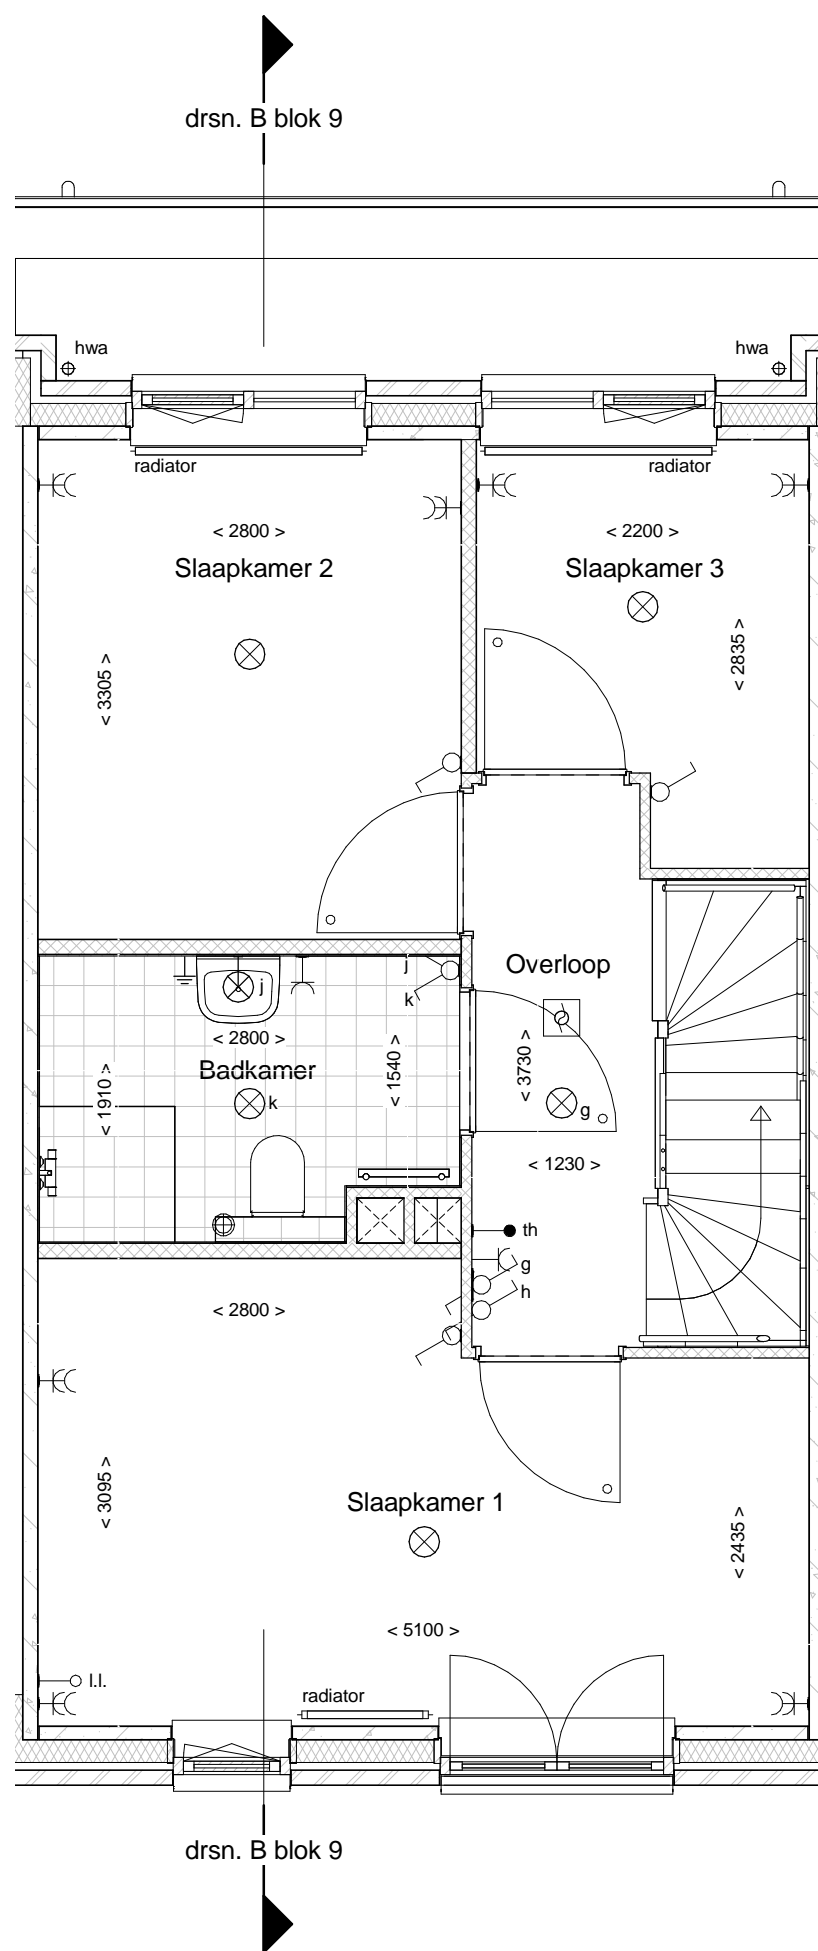 drsn. B blok 9
hwa
hwa
radiator
radiator
< 2800 >
< 2200 >
Slaapkamer 2
Slaapkamer 3
< 3305 >
< 2835 >
j
k
Overloop
j
< 2800 >
Badkamer
< 1910 >
< 1540 >
< 3730 >
k
g
< 1230 >
th
g
h
< 2800 >
< 3095 >
Slaapkamer 1
< 2435 >
< 5100 >
l.l.
radiator
drsn. B blok 9